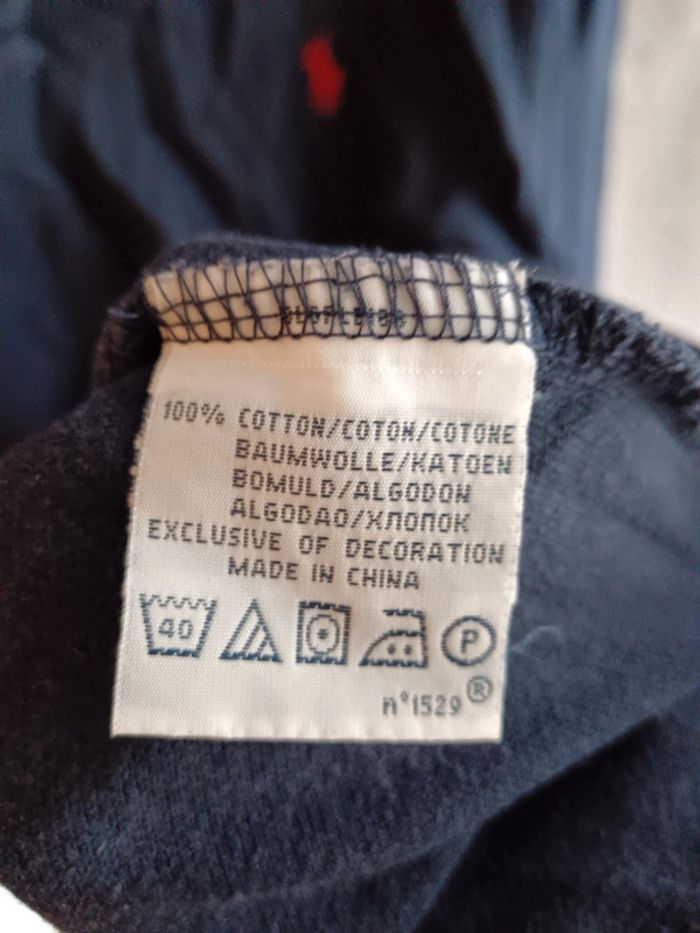 100% COTTON/COTON/COTONE
BAUMWOLLE/KATOEN
BOMULD/ALGODON
ALGODAO/ХЛОПОК
EXCLUSIVE OF DECORATION
MADE IN CHINA
40 P
n°1529®